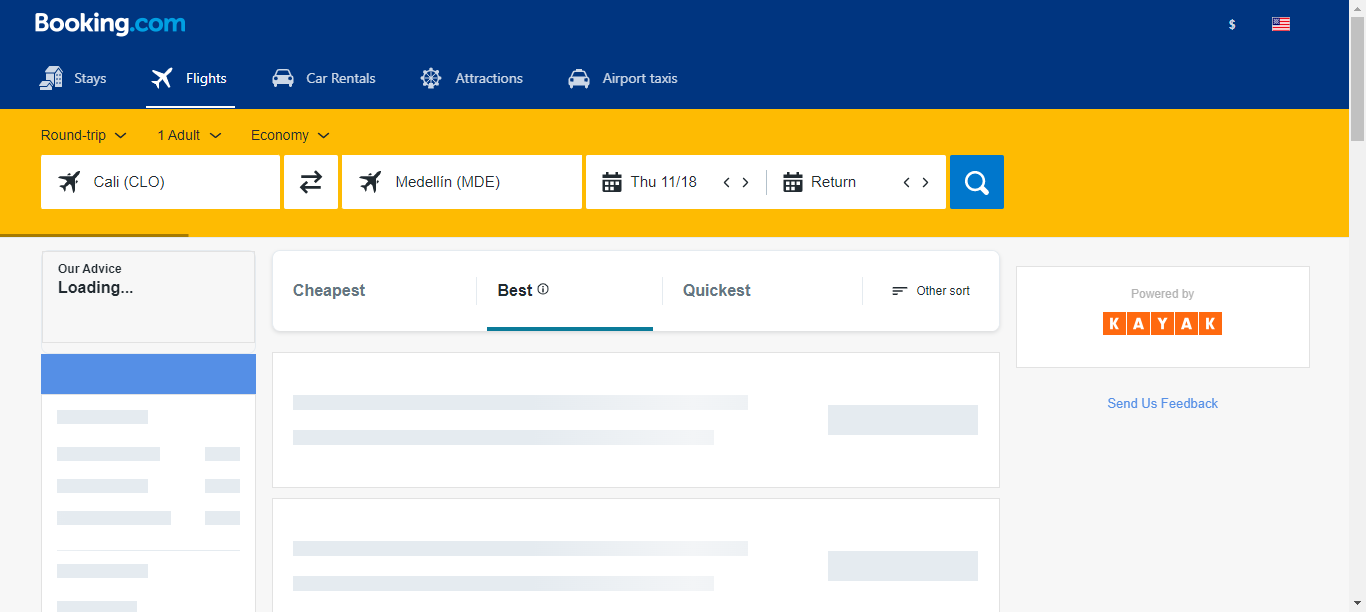 Booking.com
$
Stays
Flights
Car Rentals
Attractions
Airport taxis
Round-trip
1 Adult
Economy
Cali (CLO)
Medellín (MDE)
Thu 11/18
Return
Our Advice
Loading...
Cheapest
Best
Quickest
Other sort
Powered by
KAYAK
Send Us Feedback